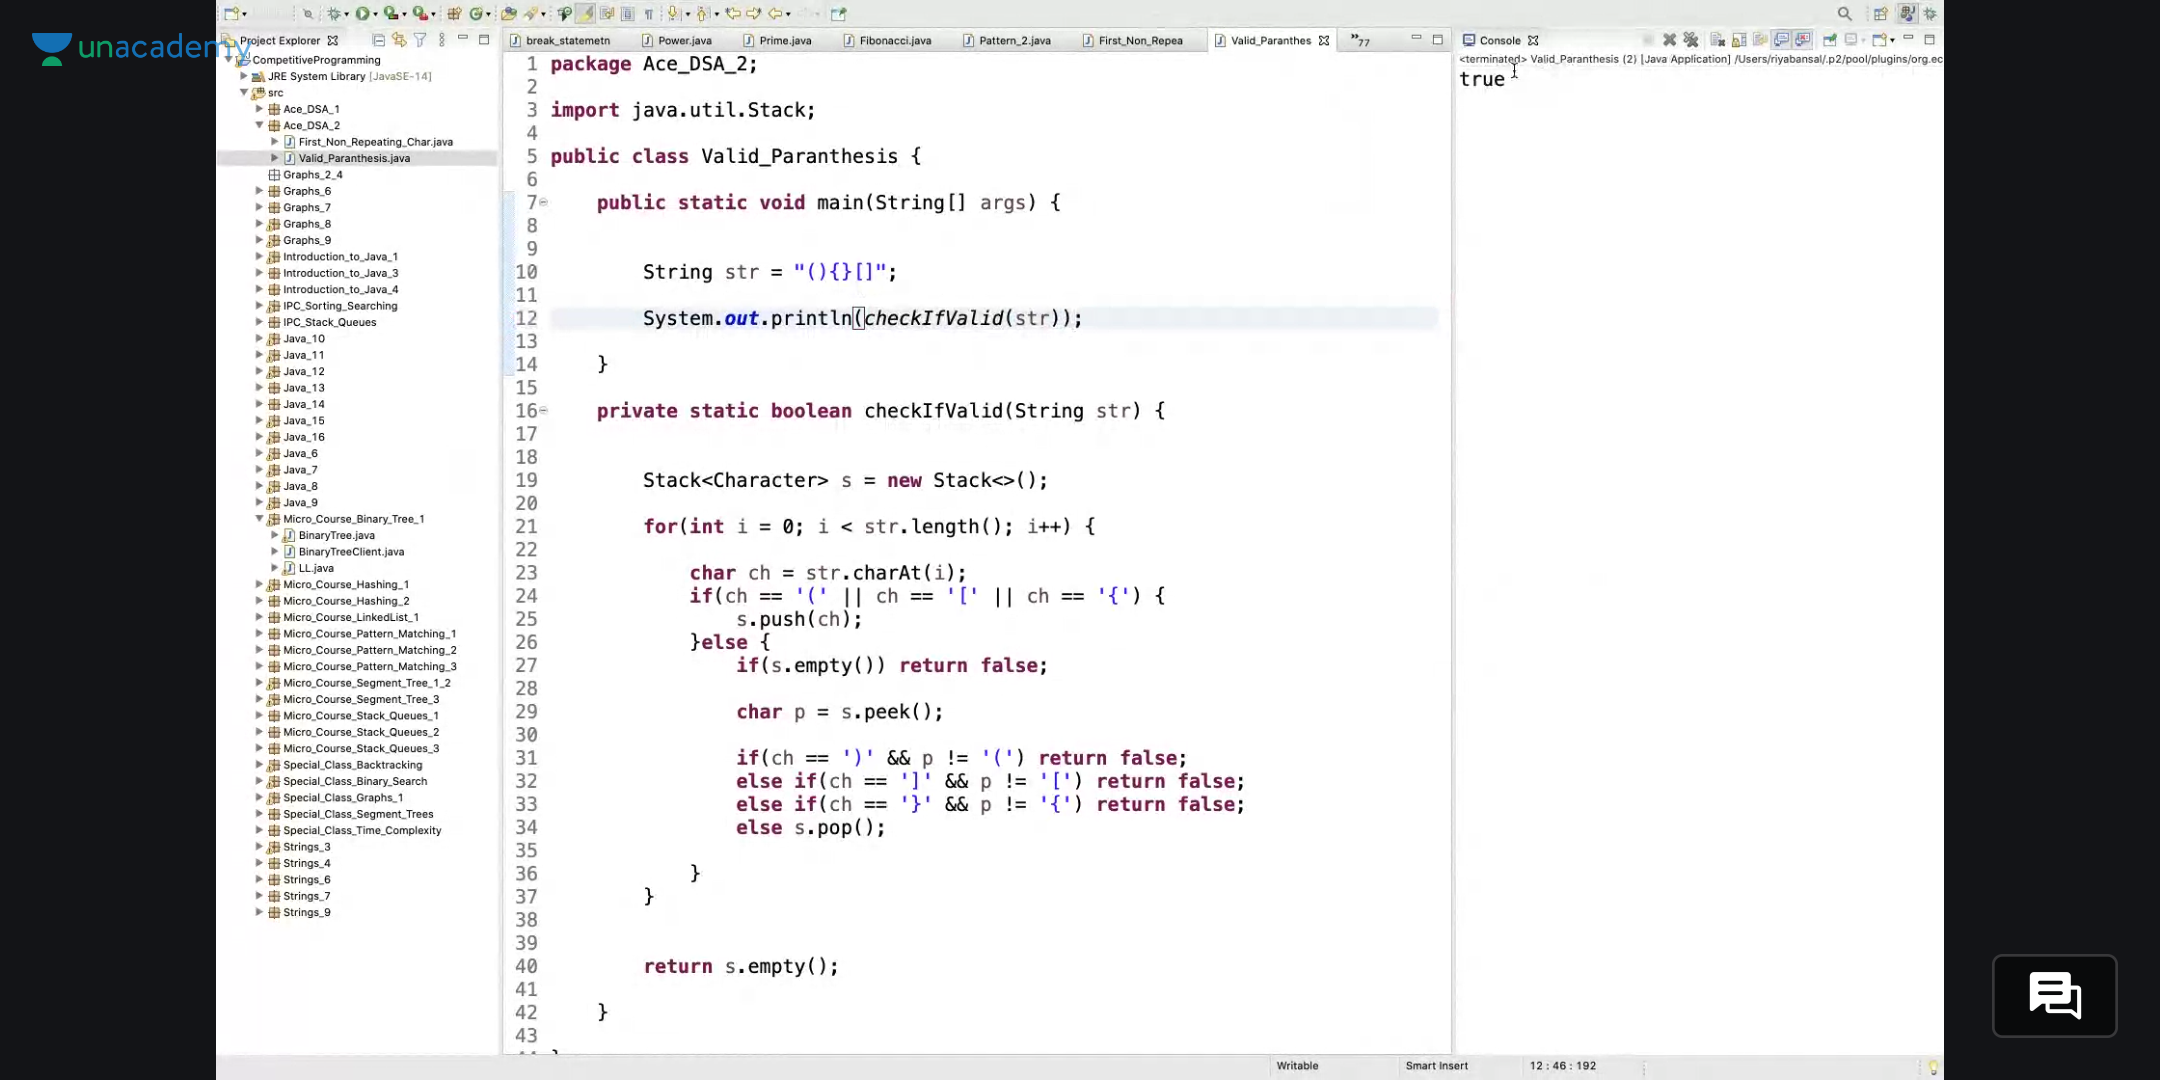 unacademy
Project Explorer
CompetitiveProgramming
JRE System Library [JavaSE-14]
src
Ace_DSA_1
Ace_DSA_2
First_Non_Repeating_Char.java
Valid_Paranthesis.java
Graphs_2_4
Graphs_6
Graphs_7
Graphs_8
Graphs_9
Introduction_to_Java_1
Introduction_to_Java_3
Introduction_to_Java_4
IPC_Sorting_Searching
IPC_Stack_Queues
Java_10
Java_11
Java_12
Java_13
Java_14
Java_15
Java_16
Java_6
Java_7
Java_8
Java_9
Micro_Course_Binary_Tree_1
BinaryTree.java
BinaryTreeClient.java
LL.java
Micro_Course_Hashing_1
Micro_Course_Hashing_2
Micro_Course_LinkedList_1
Micro_Course_Pattern_Matching_1
Micro_Course_Pattern_Matching_2
Micro_Course_Pattern_Matching_3
Micro_Course_Segment_Tree_1_2
Micro_Course_Segment_Tree_3
Micro_Course_Stack_Queues_1
Micro_Course_Stack_Queues_2
Micro_Course_Stack_Queues_3
Special_Class_Backtracking
Special_Class_Binary_Search
Special_Class_Graphs_1
Special_Class_Segment_Trees
Special_Class_Time_Complexity
Strings_3
Strings_4
Strings_6
Strings_7
Strings_9
break_statemetn Power.java Prime.java Fibonacci.java Pattern_2.java First_Non_Repea Valid_Paranthes »77
1 package Ace_DSA_2;
2
3 import java.util.Stack;
4
5 public class Valid_Paranthesis {
6
7 public static void main(String[] args) {
8
9
10 String str = "(){}[]";
11
12 System.out.println(checkIfValid(str));
13
14 }
15
16 private static boolean checkIfValid(String str) {
17
18
19 Stack<Character> s = new Stack<>();
20
21 for(int i = 0; i < str.length(); i++) {
22
23 char ch = str.charAt(i);
24 if(ch == '(' || ch == '[' || ch == '{') {
25 s.push(ch);
26 }else {
27 if(s.empty()) return false;
28
29 char p = s.peek();
30
31 if(ch == ')' && p != '(') return false;
32 else if(ch == ']' && p != '[') return false;
33 else if(ch == '}' && p != '{') return false;
34 else s.pop();
35
36 }
37 }
38
39
40 return s.empty();
41
42 }
43
Console
<terminated> Valid_Paranthesis (2) [Java Application] /Users/riyabansal/.p2/pool/plugins/org.ec
true
Writable Smart Insert 12 : 46 : 192